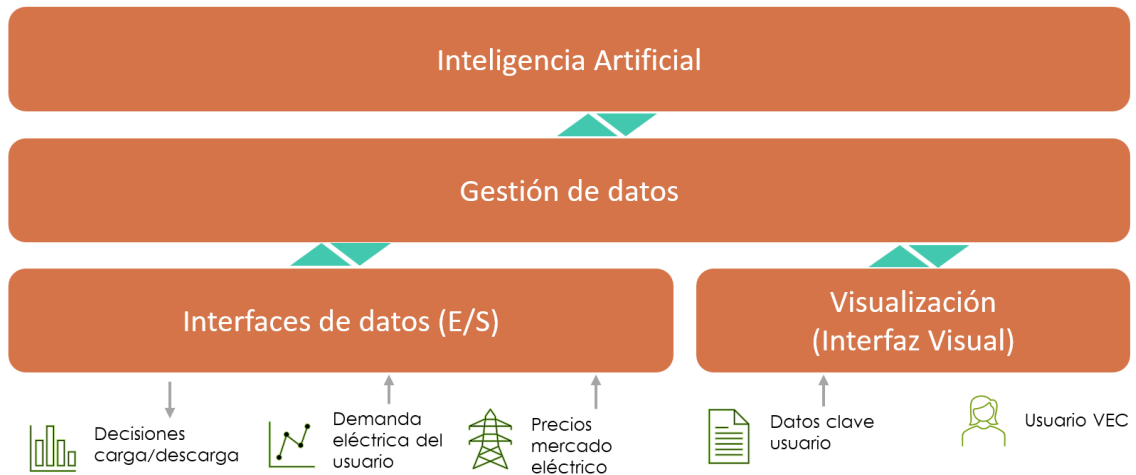 Inteligencia Artificial
Gestión de datos
Interfaces de datos (E/S)
Visualización
(Interfaz Visual)
Decisiones
carga/descarga
Demanda
eléctrica del
usuario
Precios
mercado
eléctrico
Datos clave
usuario
Usuario VEC